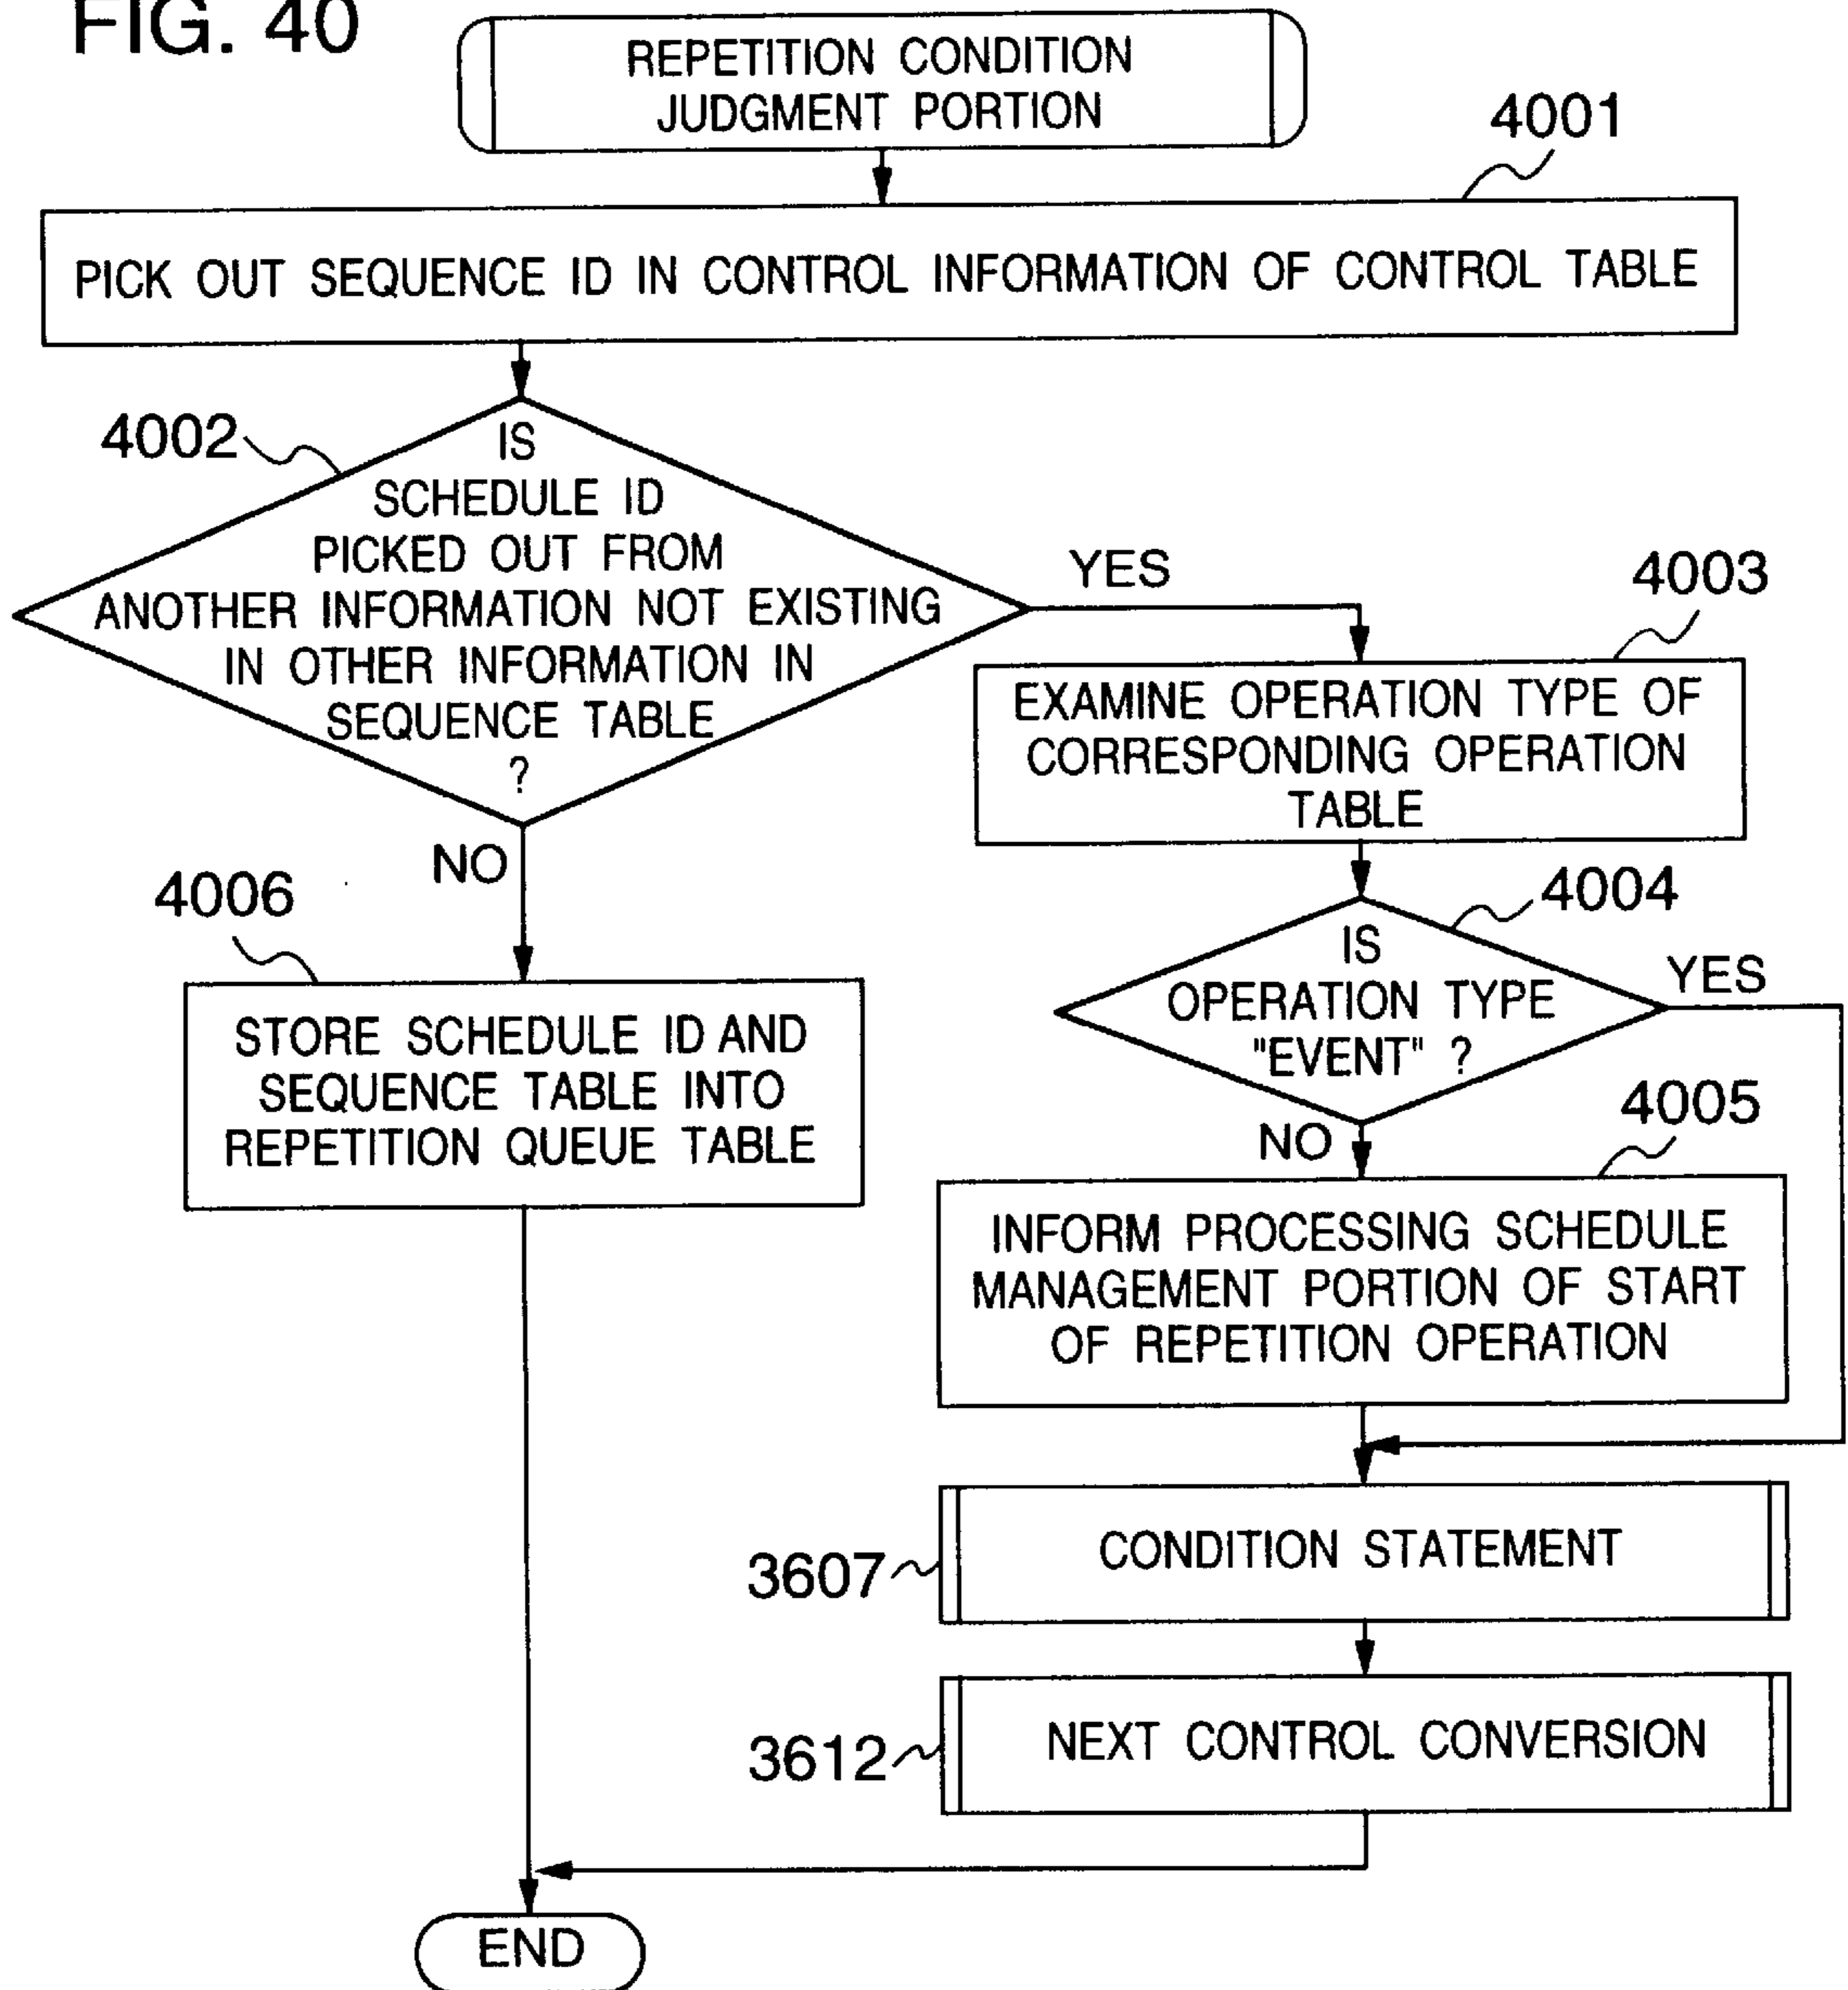 FIG. 40
REPETITION CONDITION
JUDGMENT PORTION
4001
PICK OUT SEQUENCE ID IN CONTROL INFORMATION OF CONTROL TABLE
4002
IS
SCHEDULE ID
PICKED OUT FROM
ANOTHER INFORMATION NOT EXISTING
IN OTHER INFORMATION IN
SEQUENCE TABLE
?
YES
4003
EXAMINE OPERATION TYPE OF
CORRESPONDING OPERATION
TABLE
NO
4006
STORE SCHEDULE ID AND
SEQUENCE TABLE INTO
REPETITION QUEUE TABLE
4004
IS
OPERATION TYPE
"EVENT" ?
YES
NO
4005
INFORM PROCESSING SCHEDULE
MANAGEMENT PORTION OF START
OF REPETITION OPERATION
3607
CONDITION STATEMENT
3612
NEXT CONTROL CONVERSION
END